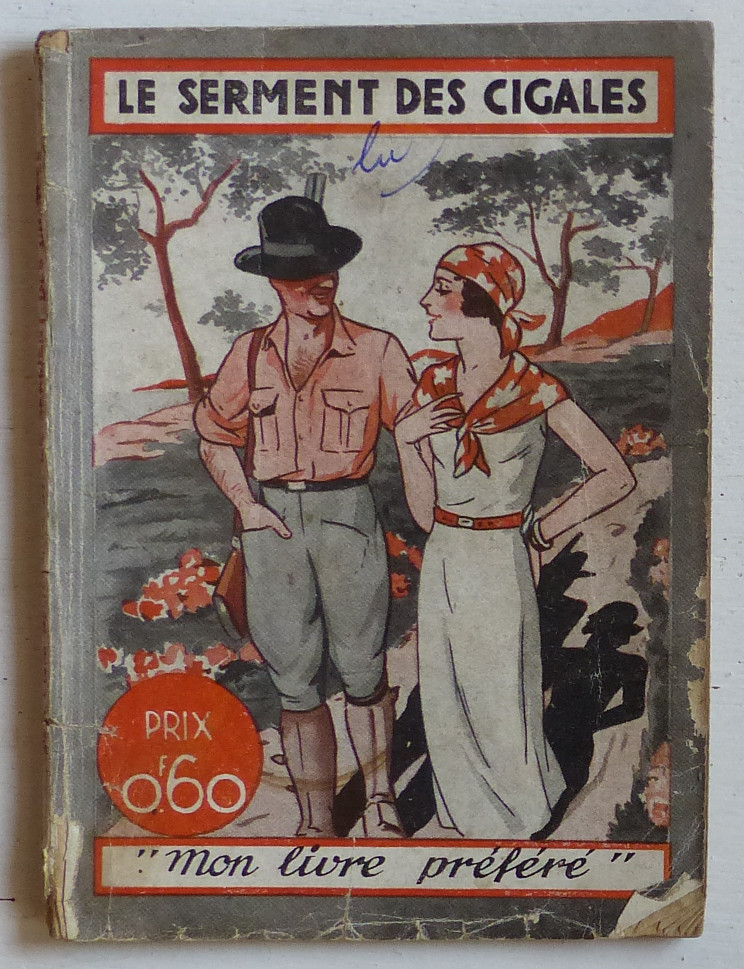 LE SERMENT DES CIGALES
lu
PRIX
F
0.60
"Mon livre préféré"